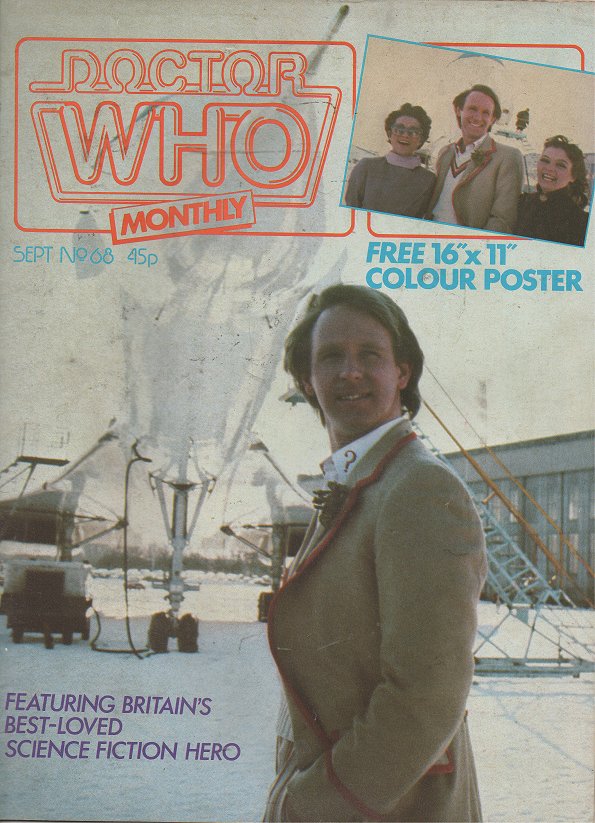 DOCTOR
WHO
MONTHLY
SEPT No 68 45p
FREE 16"x 11"
COLOUR POSTER
?
FEATURING BRITAIN'S
BEST-LOVED
SCIENCE FICTION HERO